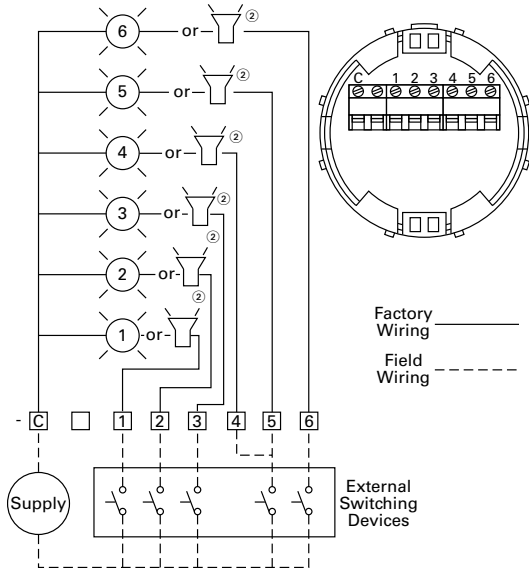 6 or ②
5 or ②
4 or ②
3 or ②
2 or ②
1 or ②
C 1 2 3 4 5 6
Factory
Wiring
Field
Wiring
- C 1 2 3 4 5 6
Supply
External
Switching
Devices